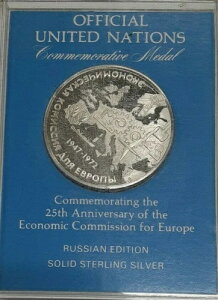 OFFICIAL
UNITED NATIONS
Commemorative Medal
ЭКОНОМИЧЕСКАЯ КОМИССИЯ ДЛЯ ЕВРОПЫ
1947-1972
Commemorating the
25th Anniversary of the
Economic Commission for Europe
RUSSIAN EDITION
SOLID STERLING SILVER